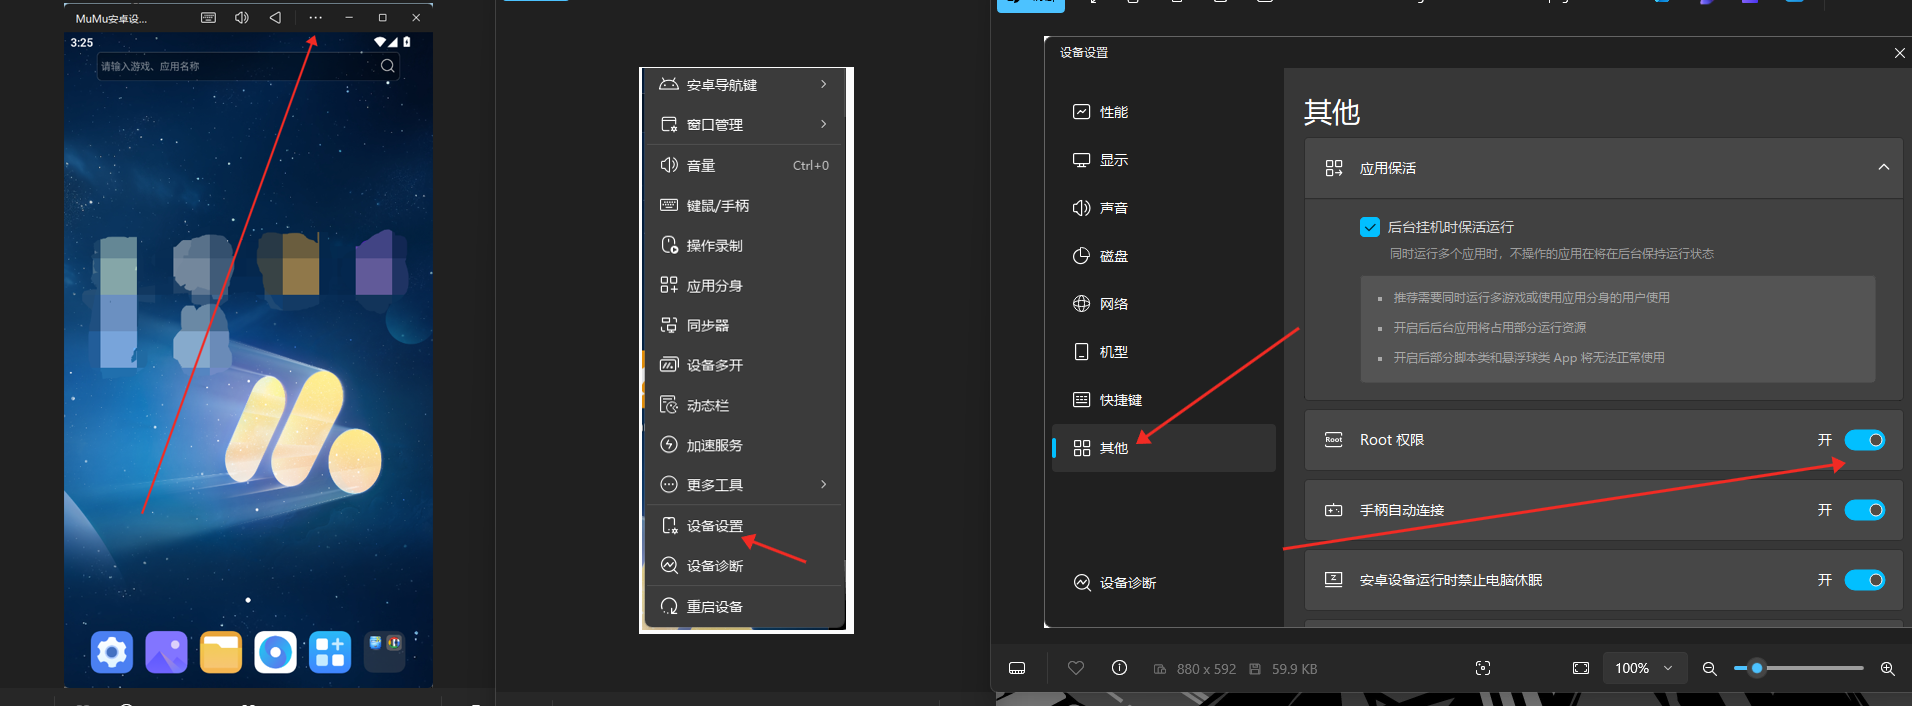 MuMu安卓设...
3:25
请输入游戏、应用名称
安卓导航键
窗口管理
音量 Ctrl+0
键鼠/手柄
操作录制
应用分身
同步器
设备多开
动态栏
加速服务
更多工具
设备设置
设备诊断
重启设备
设备设置
性能
显示
声音
磁盘
网络
机型
快捷键
其他
设备诊断
其他
应用保活
后台挂机时保活运行
同时运行多个应用时，不操作的应用在将在后台保持运行状态
推荐需要同时运行多游戏或使用应用分身的用户使用
开启后后台应用将占用部分运行资源
开启后部分脚本类和悬浮球类 App 将无法正常使用
Root Root 权限 开
手柄自动连接 开
安卓设备运行时禁止电脑休眠 开
880 x 592 59.9 KB 100%